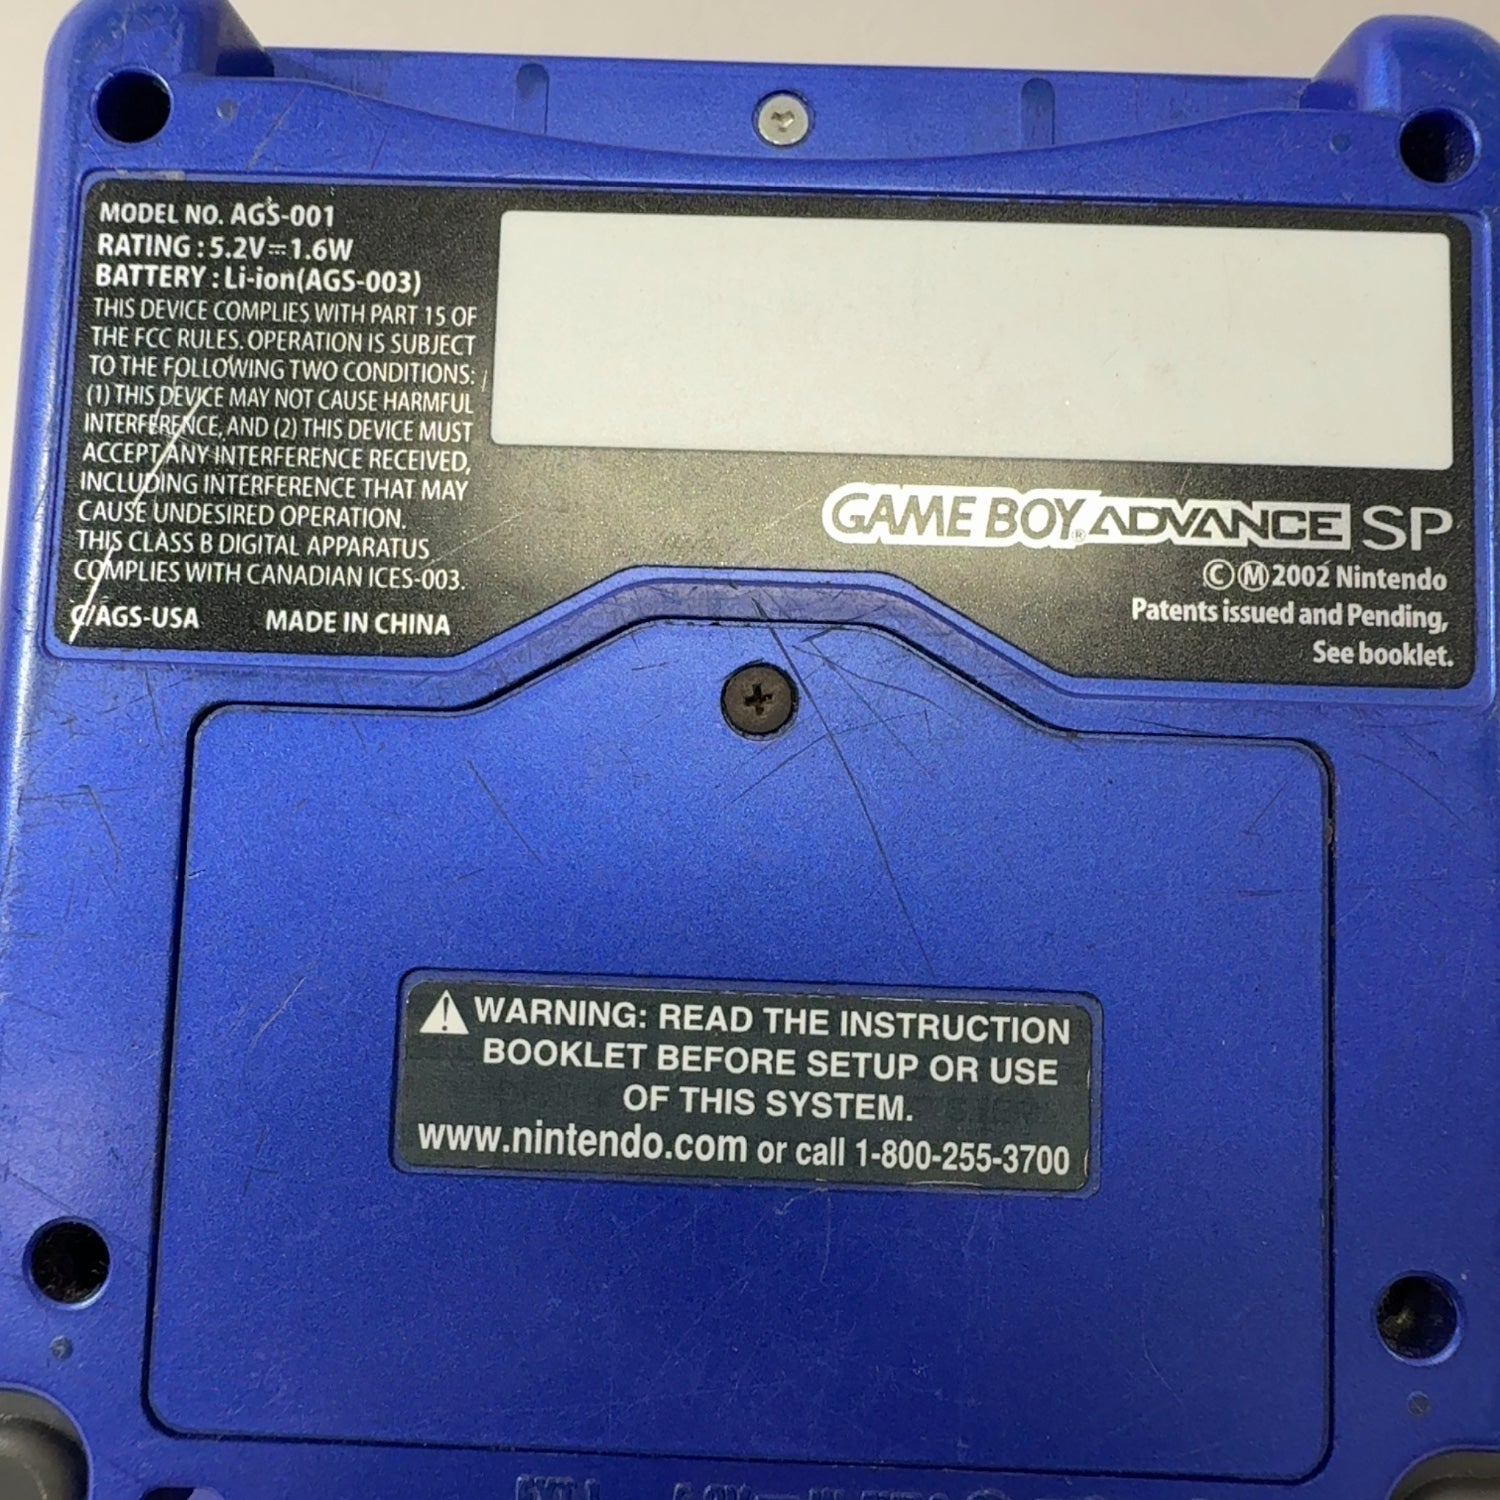 MODEL NO. AGS-001
RATING : 5.2V⎓1.6W
BATTERY : Li-ion(AGS-003)
THIS DEVICE COMPLIES WITH PART 15 OF
THE FCC RULES. OPERATION IS SUBJECT
TO THE FOLLOWING TWO CONDITIONS:
(1) THIS DEVICE MAY NOT CAUSE HARMFUL
INTERFERENCE, AND (2) THIS DEVICE MUST
ACCEPT ANY INTERFERENCE RECEIVED,
INCLUDING INTERFERENCE THAT MAY
CAUSE UNDESIRED OPERATION.
THIS CLASS B DIGITAL APPARATUS
COMPLIES WITH CANADIAN ICES-003.
C/AGS-USA MADE IN CHINA
GAME BOY® ADVANCE SP
©Ⓜ2002 Nintendo
Patents issued and Pending,
See booklet.
⚠WARNING: READ THE INSTRUCTION
BOOKLET BEFORE SETUP OR USE
OF THIS SYSTEM.
www.nintendo.com or call 1-800-255-3700